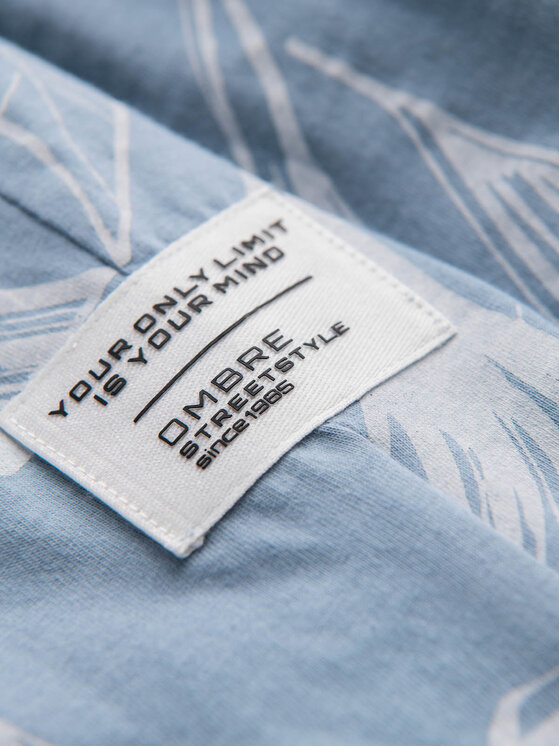 YOUR ONLY LIMIT
IS YOUR MIND
OMBRE
STREETSTYLE
since1986